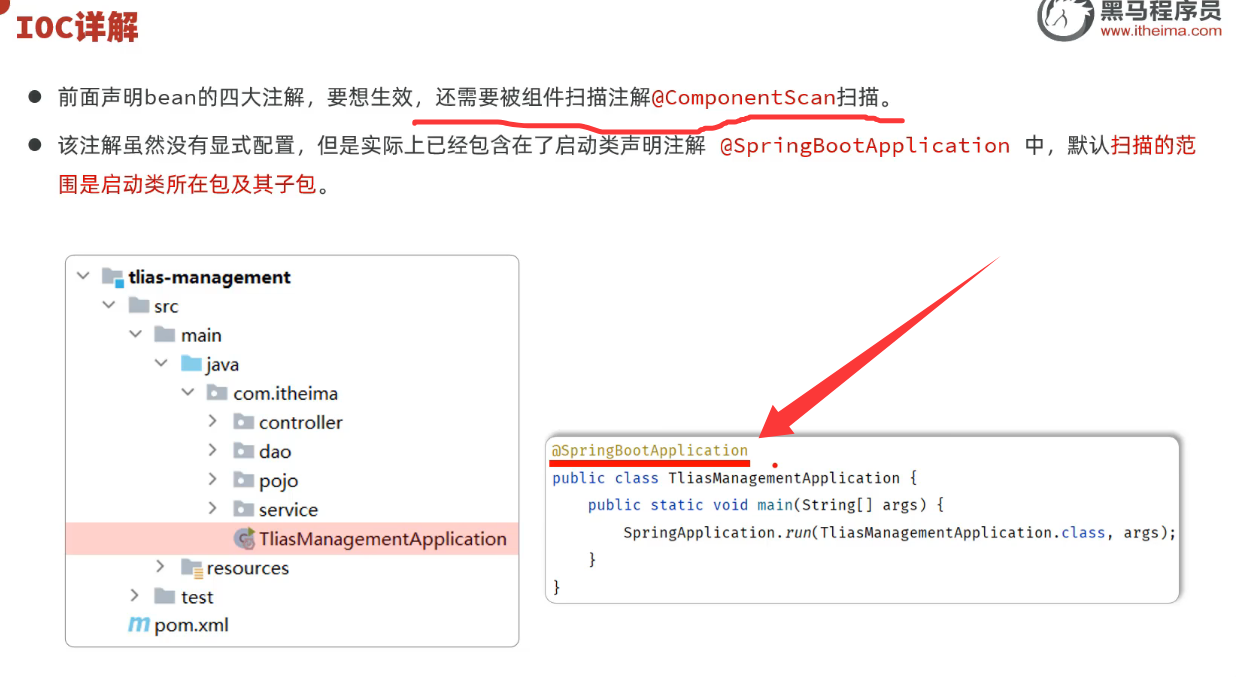 IOC详解
黑马程序员
www.itheima.com
前面声明bean的四大注解，要想生效，还需要被组件扫描注解@ComponentScan扫描。
该注解虽然没有显式配置，但是实际上已经包含在了启动类声明注解 @SpringBootApplication 中，默认扫描的范
围是启动类所在包及其子包。
tlias-management
src
main
java
com.itheima
controller
dao
pojo
service
TliasManagementApplication
resources
test
pom.xml
@SpringBootApplication
public class TliasManagementApplication {
public static void main(String[] args) {
SpringApplication.run(TliasManagementApplication.class, args);
}
}